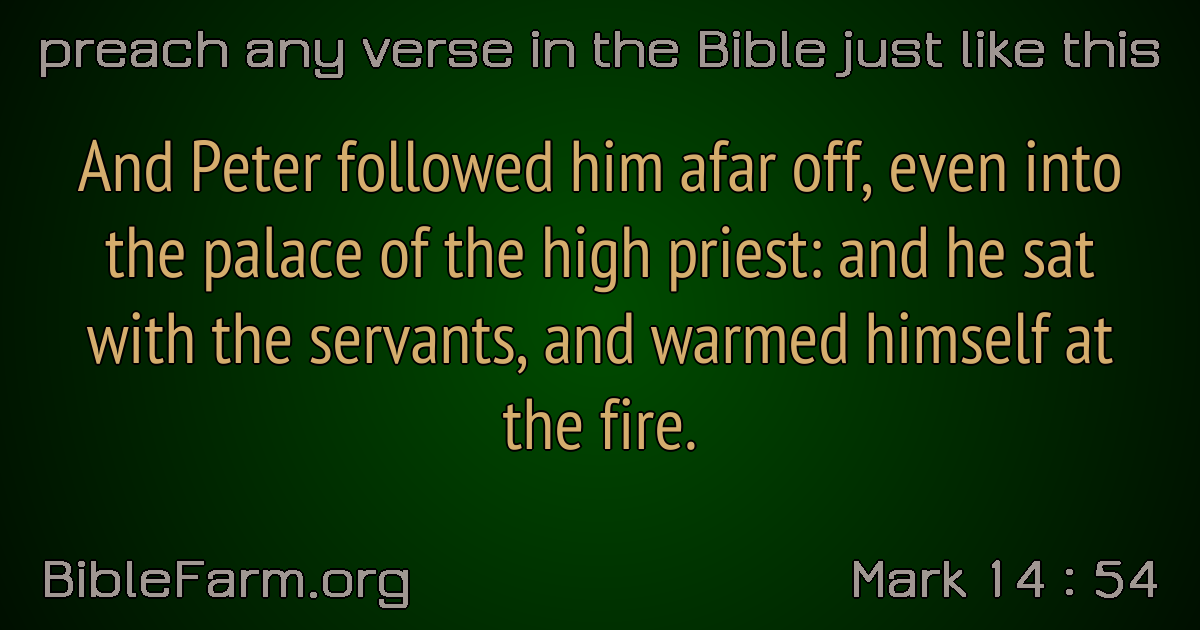 preach any verse in the Bible just like this
And Peter followed him afar off, even into
the palace of the high priest: and he sat
with the servants, and warmed himself at
the fire.
BibleFarm.org
Mark 14 : 54